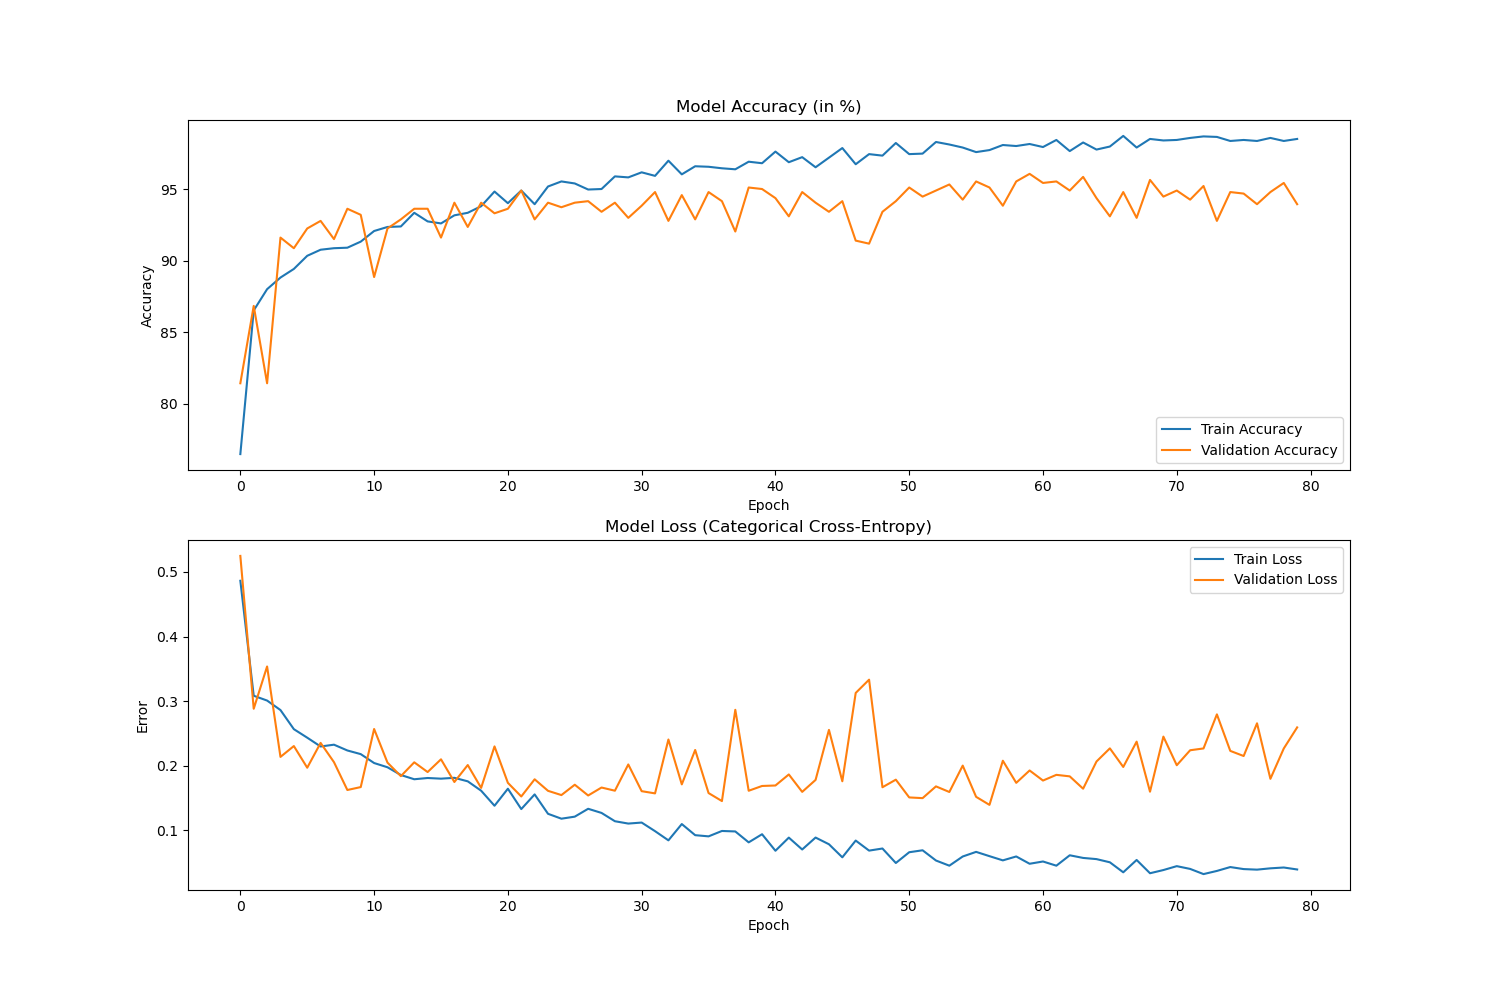 Model Accuracy (in %)
Accuracy
95
90
85
80
Train Accuracy
Validation Accuracy
0 10 20 30 40 50 60 70 80
Epoch
Model Loss (Categorical Cross-Entropy)
Error
0.5
0.4
0.3
0.2
0.1
Train Loss
Validation Loss
0 10 20 30 40 50 60 70 80
Epoch